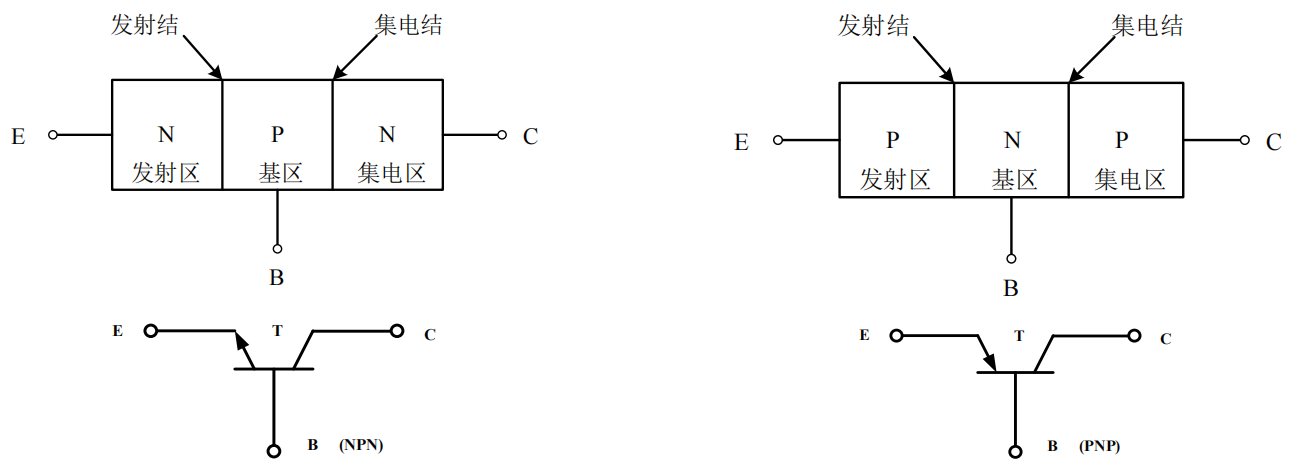 发射结 集电结
E N P N C
发射区 基区 集电区
B
E T C
B (NPN)
发射结 集电结
E P N P C
发射区 基区 集电区
B
E T C
B (PNP)